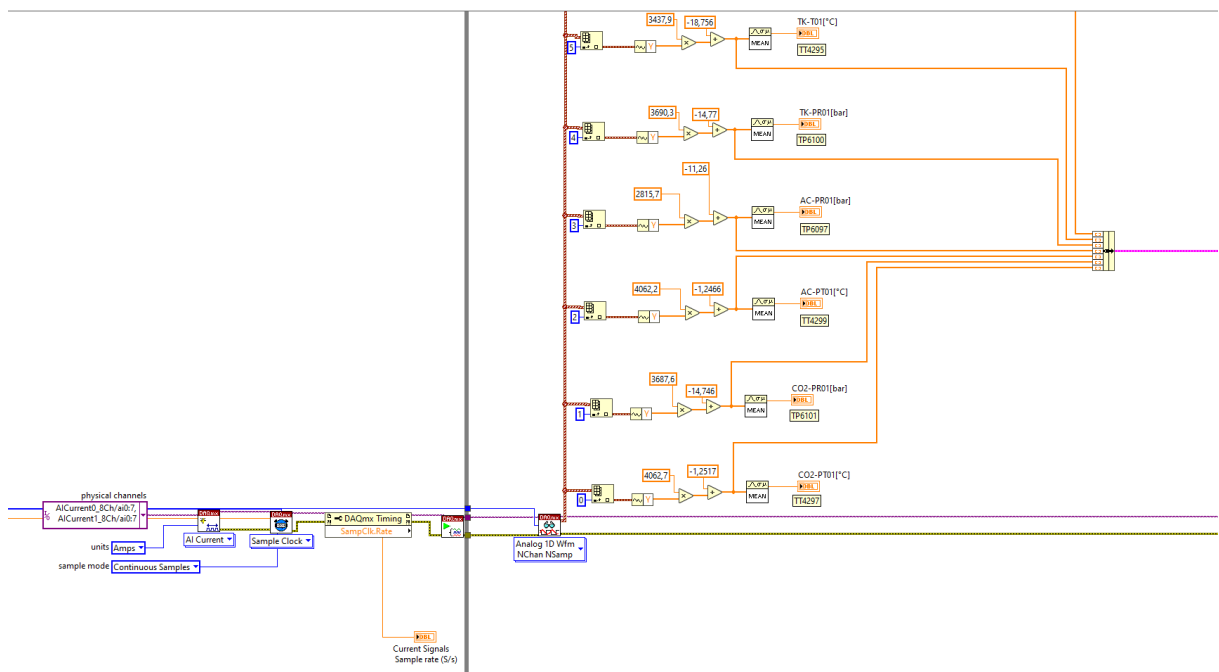 3437,9
-18,756
TK-T01[°C]
5
Y
×
+
MEAN
DBL
TT4295
3690,3
-14,77
TK-PR01[bar]
4
Y
×
+
MEAN
DBL
TP6100
-11,26
2815,7
AC-PR01[bar]
3
Y
×
+
MEAN
DBL
TP6097
4062,2
-1,2466
AC-PT01[°C]
2
Y
×
+
MEAN
DBL
TT4299
3687,6
-14,746
CO2-PR01[bar]
1
Y
×
+
MEAN
DBL
TP6101
4062,7
-1,2517
CO2-PT01[°C]
0
Y
×
+
MEAN
DBL
TT4297
physical channels
AICurrent0_8Ch/ai0:7,
AICurrent1_8Ch/ai0:7
units
Amps
sample mode
Continuous Samples
AI Current
Sample Clock
DAQmx Timing
SampClk.Rate
Analog 1D Wfm
NChan NSamp
DBL
Current Signals
Sample rate (S/s)